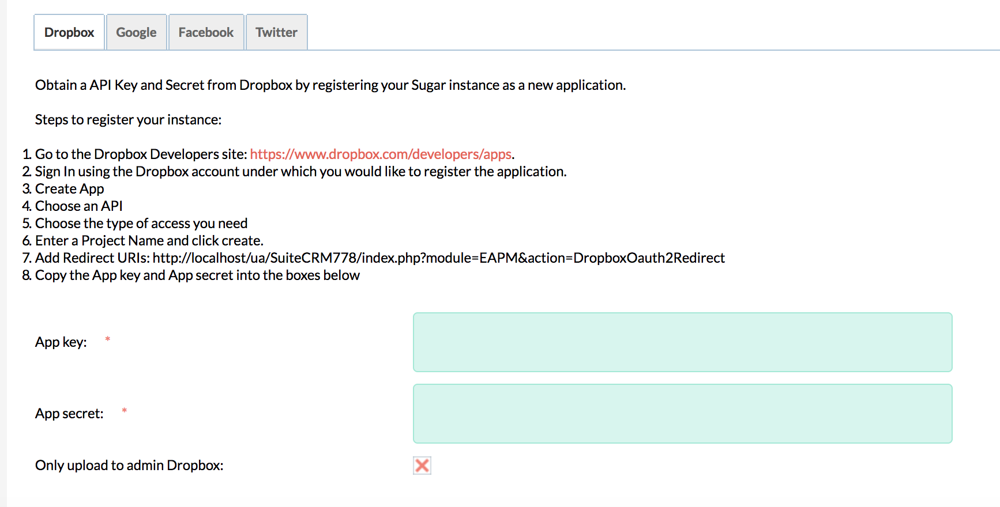 Dropbox Google Facebook Twitter
Obtain a API Key and Secret from Dropbox by registering your Sugar instance as a new application.
Steps to register your instance:
1. Go to the Dropbox Developers site: https://www.dropbox.com/developers/apps.
2. Sign In using the Dropbox account under which you would like to register the application.
3. Create App
4. Choose an API
5. Choose the type of access you need
6. Enter a Project Name and click create.
7. Add Redirect URIs: http://localhost/ua/SuiteCRM778/index.php?module=EAPM&action=DropboxOauth2Redirect
8. Copy the App key and App secret into the boxes below
App key: *
App secret: *
Only upload to admin Dropbox: